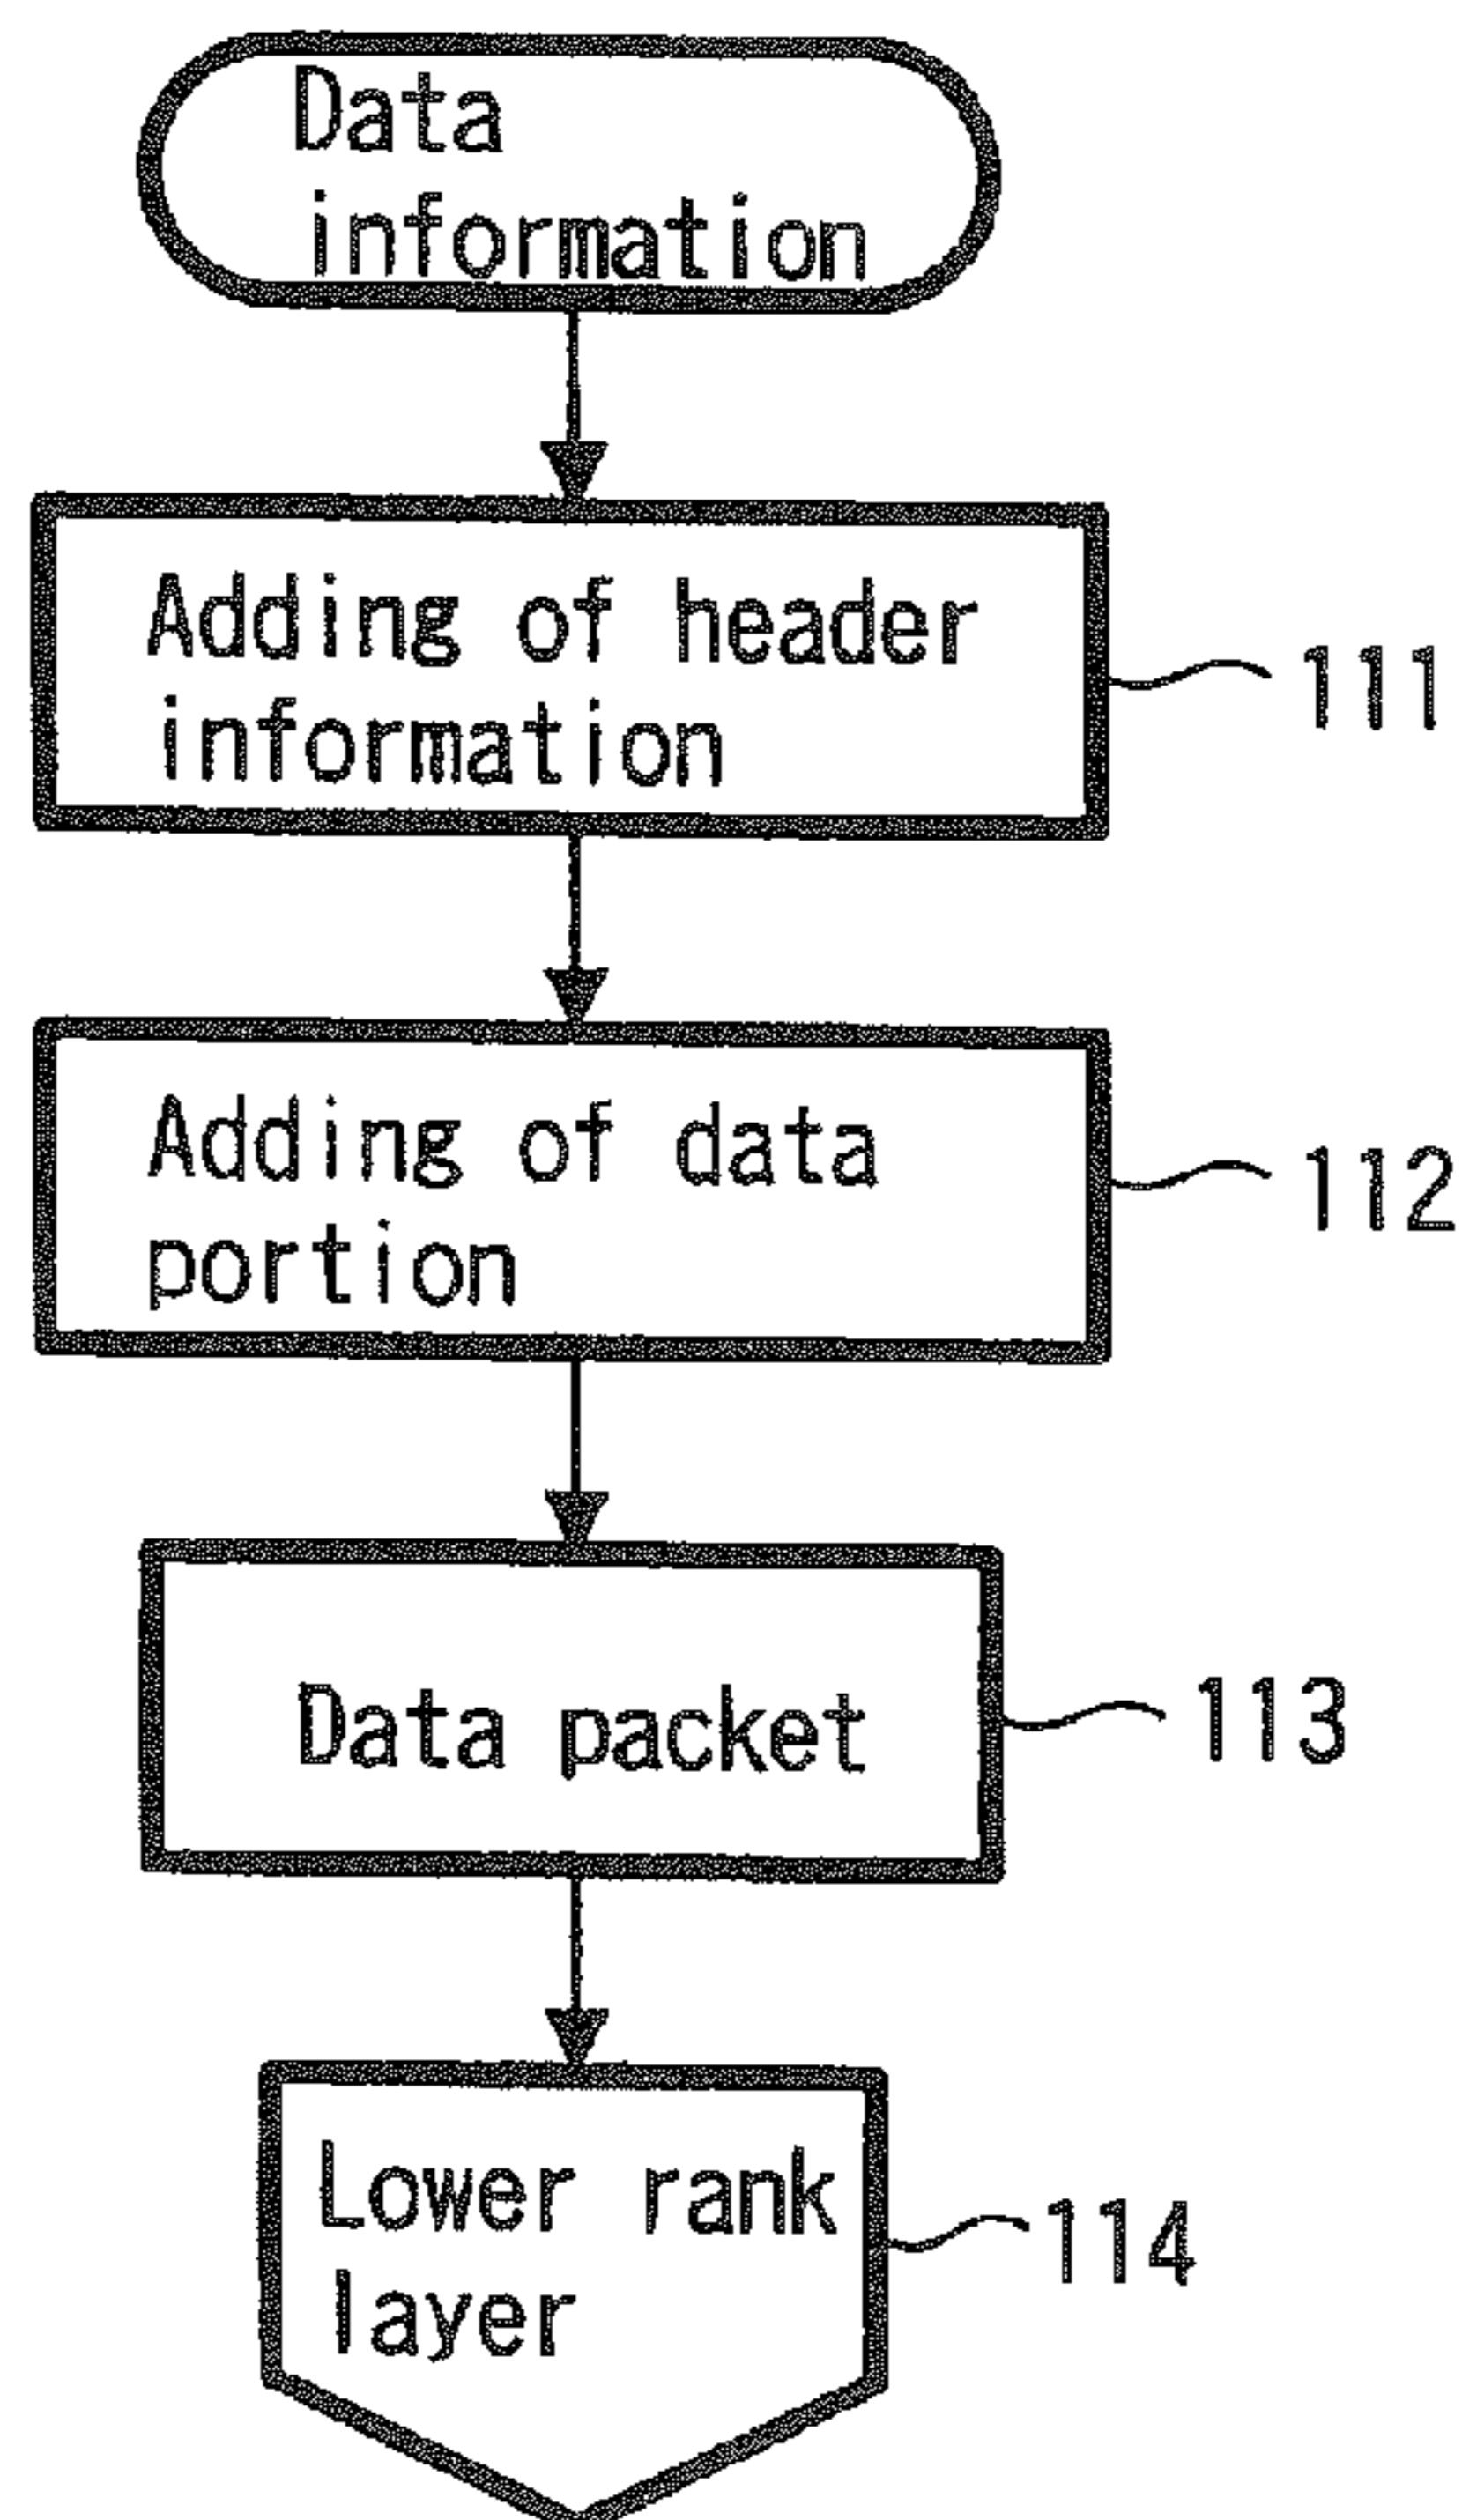 Data
information
Adding of header
information
111
Adding of data
portion
112
Data packet
113
Lower rank
layer
114